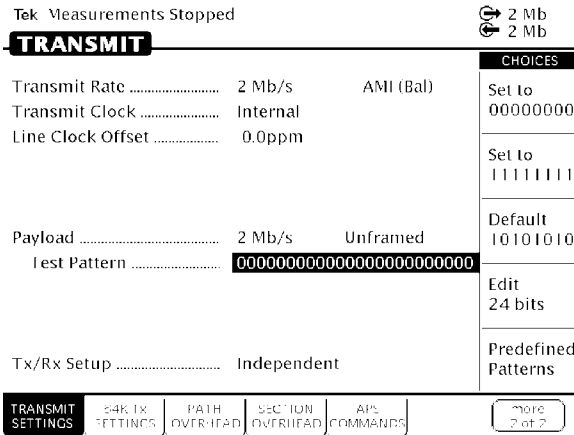 Tek Measurements Stopped
2 Mb
2 Mb
TRANSMIT
CHOICES
Transmit Rate ........................ 2 Mb/s AMI (Bal)
Transmit Clock ..................... Internal
Line Clock Offset .................. 0.0ppm
Payload ...................................... 2 Mb/s Unframed
Test Pattern ........................ 000000000000000000000000
Tx/Rx Setup ............................ Independent
Set to
00000000
Set to
11111111
Default
10101010
Edit
24 bits
Predefined
Patterns
TRANSMIT SETTINGS
64K Tx SETTINGS
PATH OVERHEAD
SECTION OVERHEAD
APS COMMANDS
more
2 of 2